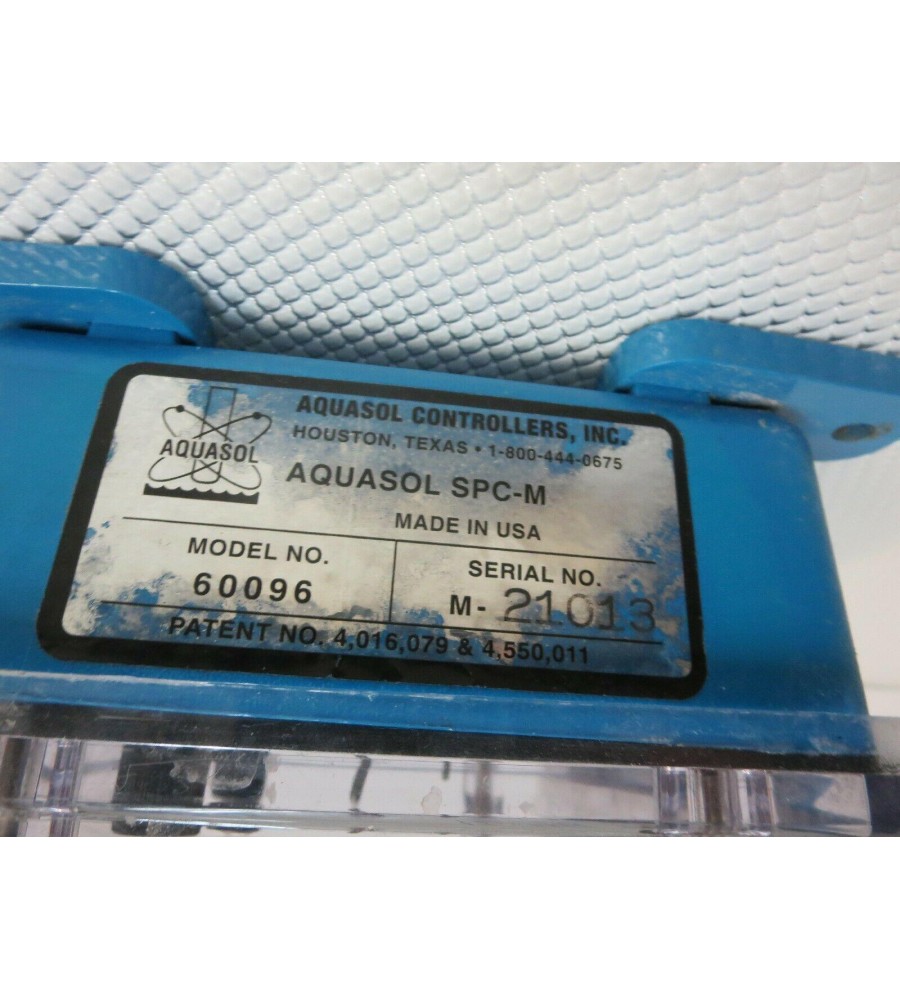 AQUASOL
AQUASOL CONTROLLERS, INC.
HOUSTON, TEXAS • 1-800-444-0675
AQUASOL SPC-M
MADE IN USA
MODEL NO.
60096
SERIAL NO.
M- 21013
PATENT NO. 4,016,079 & 4,550,011